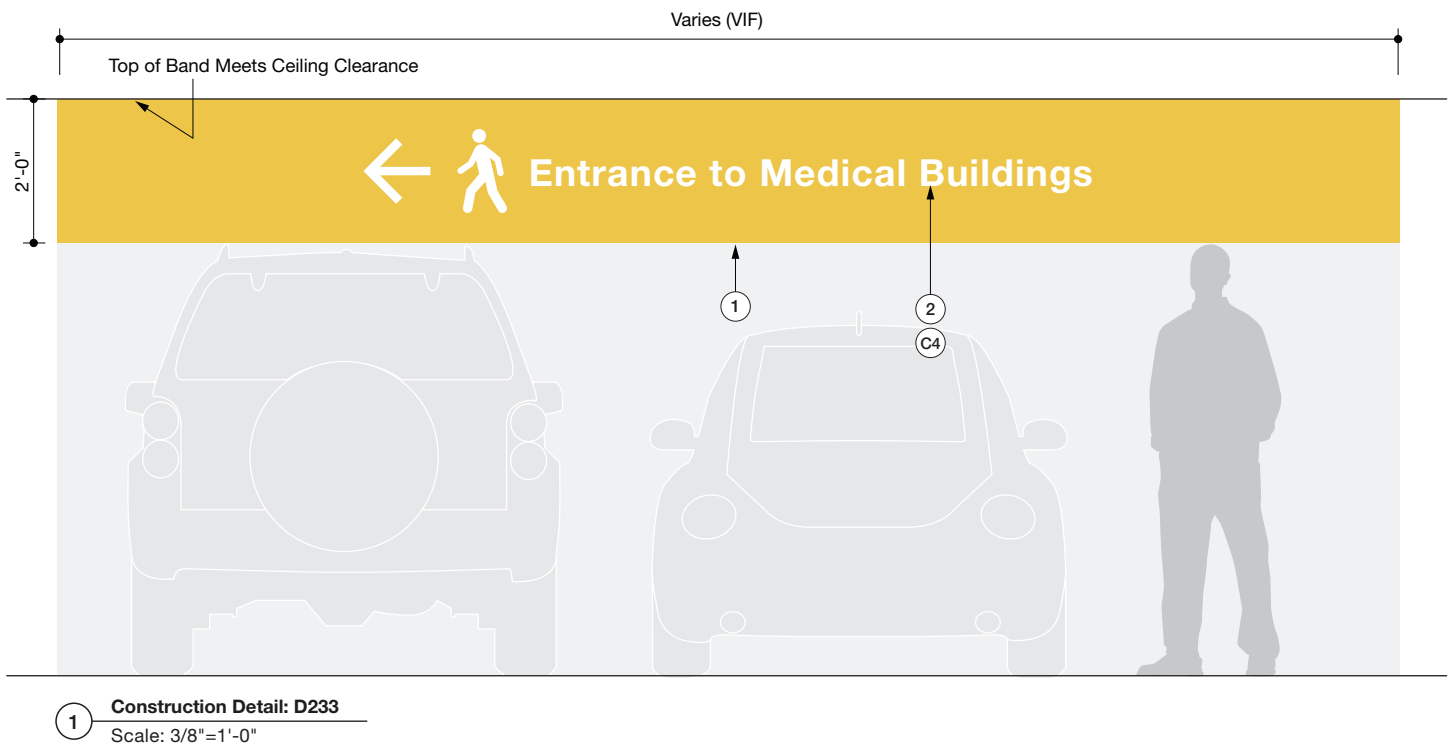 Varies (VIF)
Top of Band Meets Ceiling Clearance
2'-0"
Entrance to Medical Buildings
1
2
C4
1
Construction Detail: D233
Scale: 3/8"=1'-0"